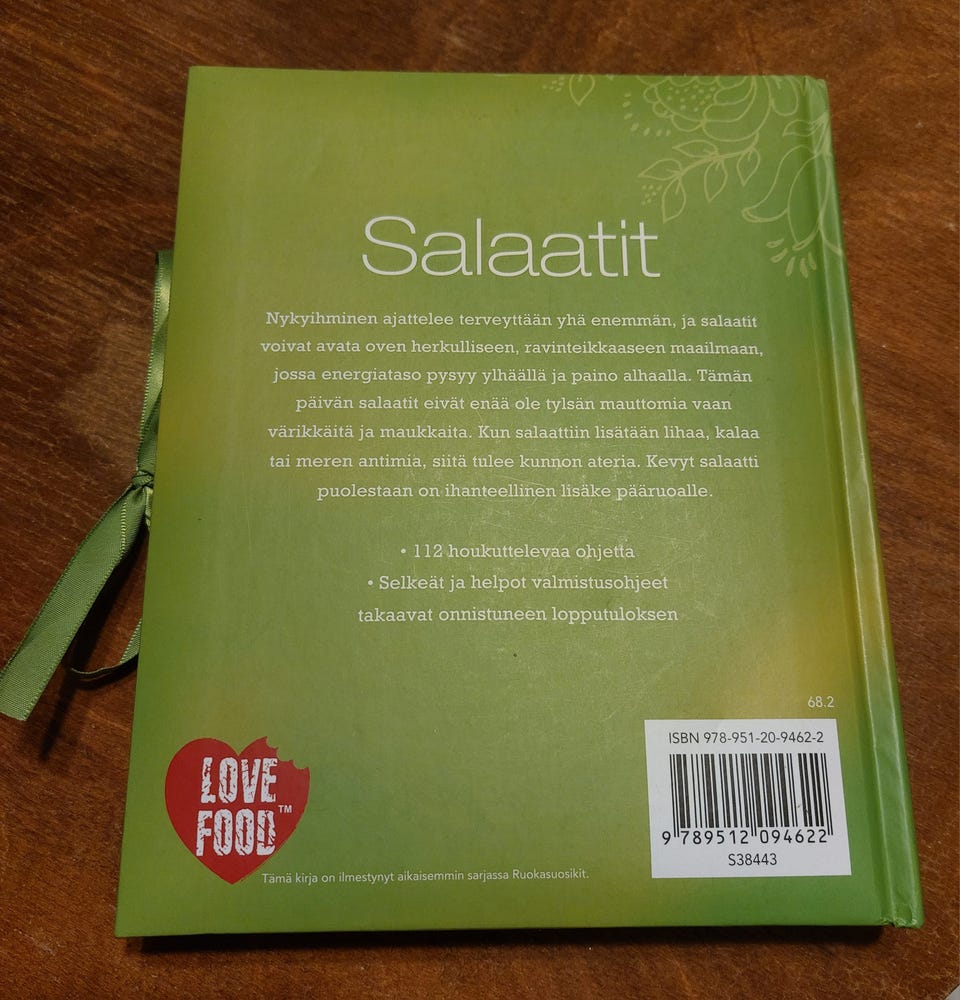 Salaatit
Nykyihminen ajattelee terveyttään yhä enemmän, ja salaatit
voivat avata oven herkulliseen, ravinteikkaaseen maailmaan,
jossa energiataso pysyy ylhäällä ja paino alhaalla. Tämän
päivän salaatit eivät enää ole tylsän mauttomia vaan
värikkäitä ja maukkaita. Kun salaattiin lisätään lihaa, kalaa
tai meren antimia, siitä tulee kunnon ateria. Kevyt salaatti
puolestaan on ihanteellinen lisäke pääruoalle.
• 112 houkuttelevaa ohjetta
• Selkeät ja helpot valmistusohjeet
takaavat onnistuneen lopputuloksen
68.2
ISBN 978-951-20-9462-2
9 789512 094622
S38443
LOVE
FOOD™
Tämä kirja on ilmestynyt aikaisemmin sarjassa Ruokasuosikit.